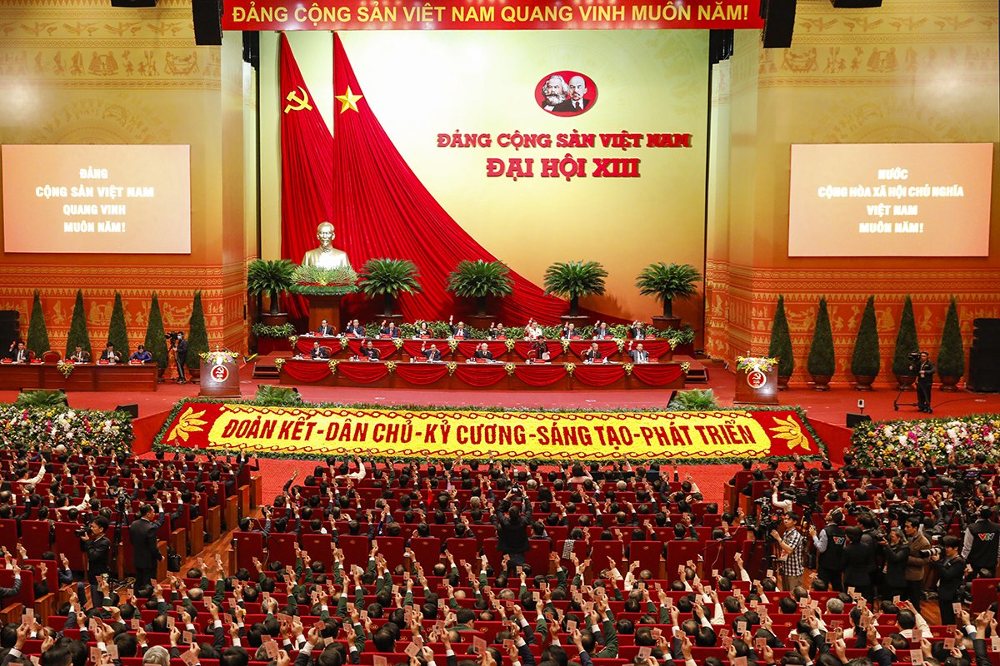 ĐẢNG CỘNG SẢN VIỆT NAM QUANG VINH MUÔN NĂM!
ĐẢNG CỘNG SẢN VIỆT NAM
ĐẠI HỘI XIII
ĐẢNG
CỘNG SẢN VIỆT NAM
QUANG VINH
MUÔN NĂM!
NƯỚC
CỘNG HÒA XÃ HỘI CHỦ NGHĨA
VIỆT NAM
MUÔN NĂM!
ĐOÀN KẾT-DÂN CHỦ-KỶ CƯƠNG-SÁNG TẠO-PHÁT TRIỂN
VTV